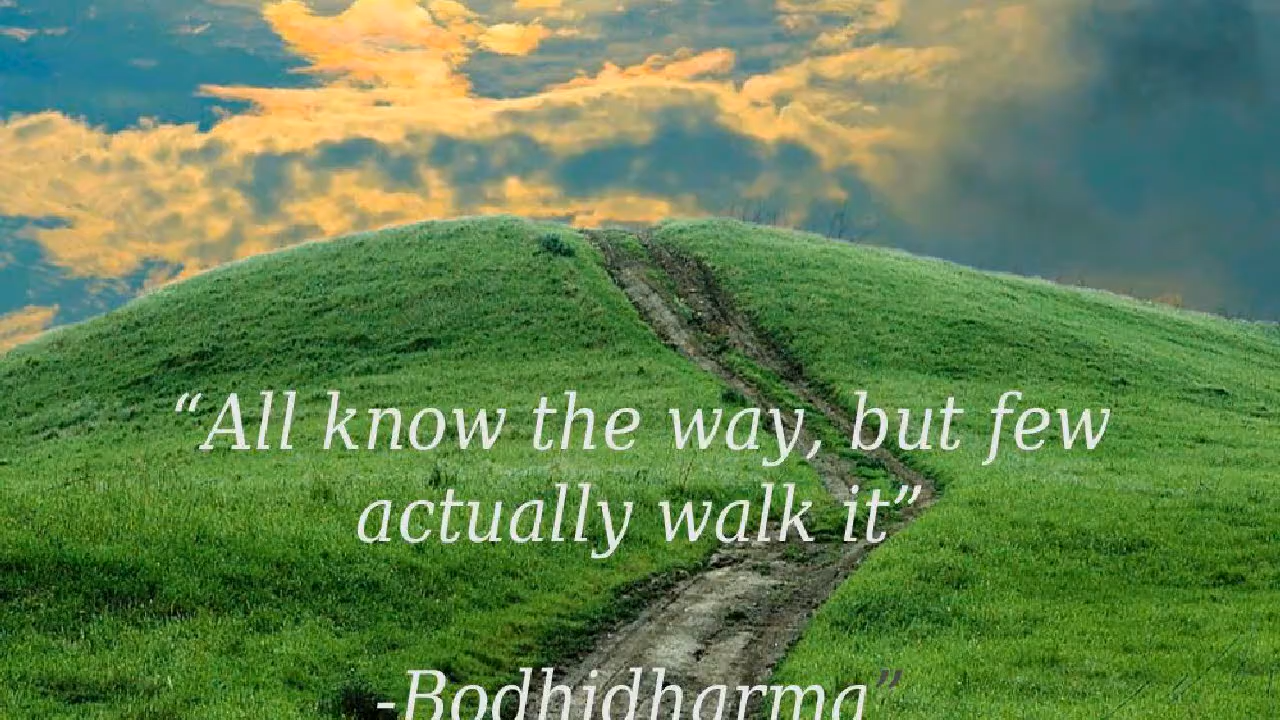 “All know the way, but few
actually walk it”
-Bodhidharma”